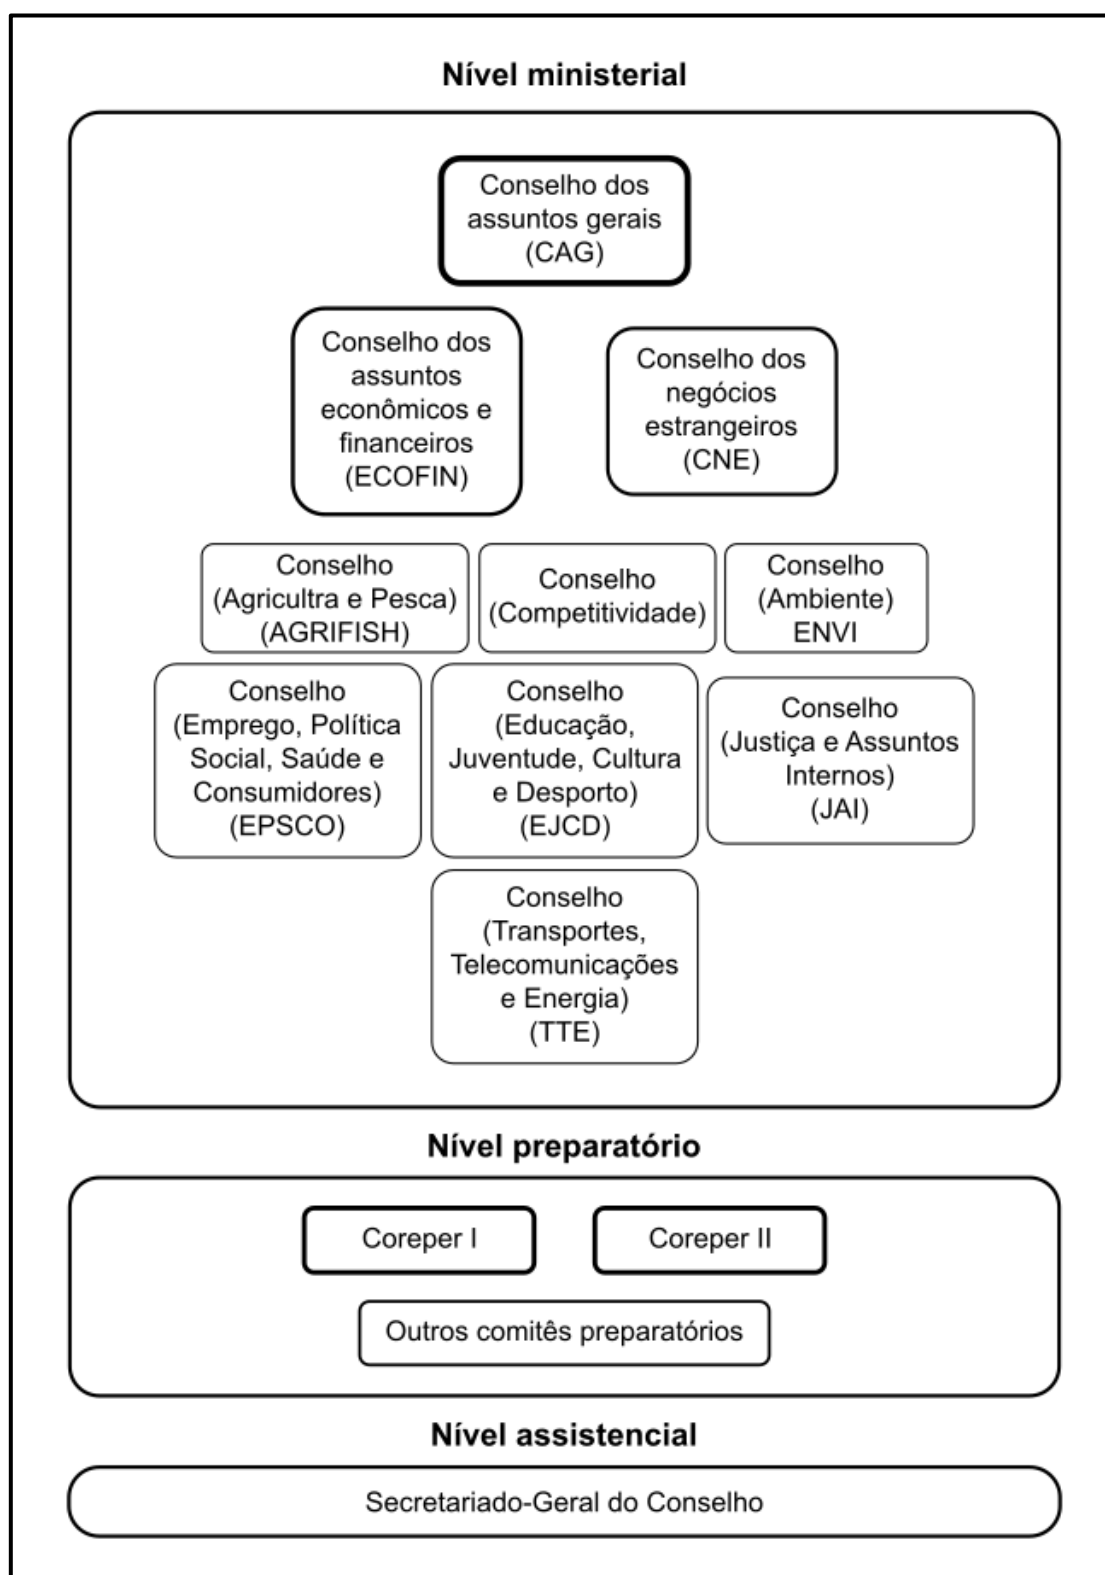 Nível ministerial
Conselho dos
assuntos gerais
(CAG)
Conselho dos
assuntos
econômicos e
financeiros
(ECOFIN)
Conselho dos
negócios
estrangeiros
(CNE)
Conselho
(Agricultra e Pesca)
(AGRIFISH)
Conselho
(Competitividade)
Conselho
(Ambiente)
ENVI
Conselho
(Emprego, Política
Social, Saúde e
Consumidores)
(EPSCO)
Conselho
(Educação,
Juventude, Cultura
e Desporto)
(EJCD)
Conselho
(Justiça e Assuntos
Internos)
(JAI)
Conselho
(Transportes,
Telecomunicações
e Energia)
(TTE)
Nível preparatório
Coreper I
Coreper II
Outros comitês preparatórios
Nível assistencial
Secretariado-Geral do Conselho